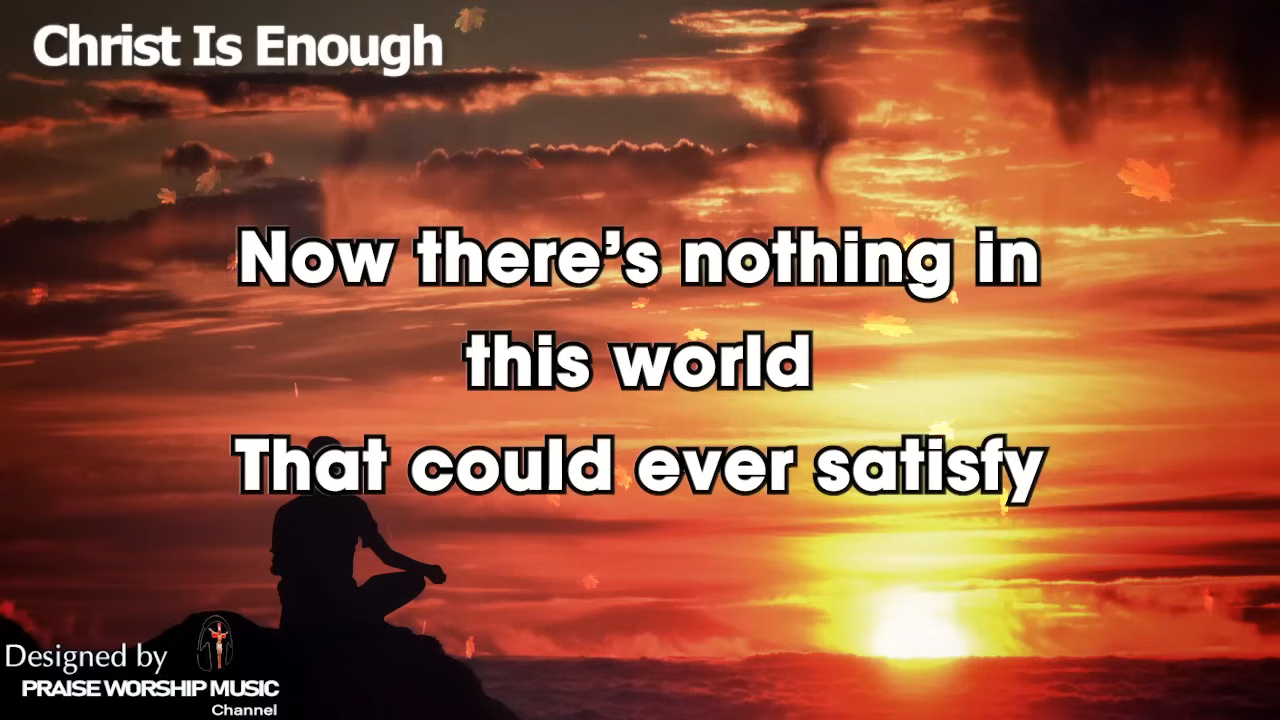 Christ Is Enough
Now there’s nothing in
this world
That could ever satisfy
Designed by
PRAISE WORSHIP MUSIC
Channel